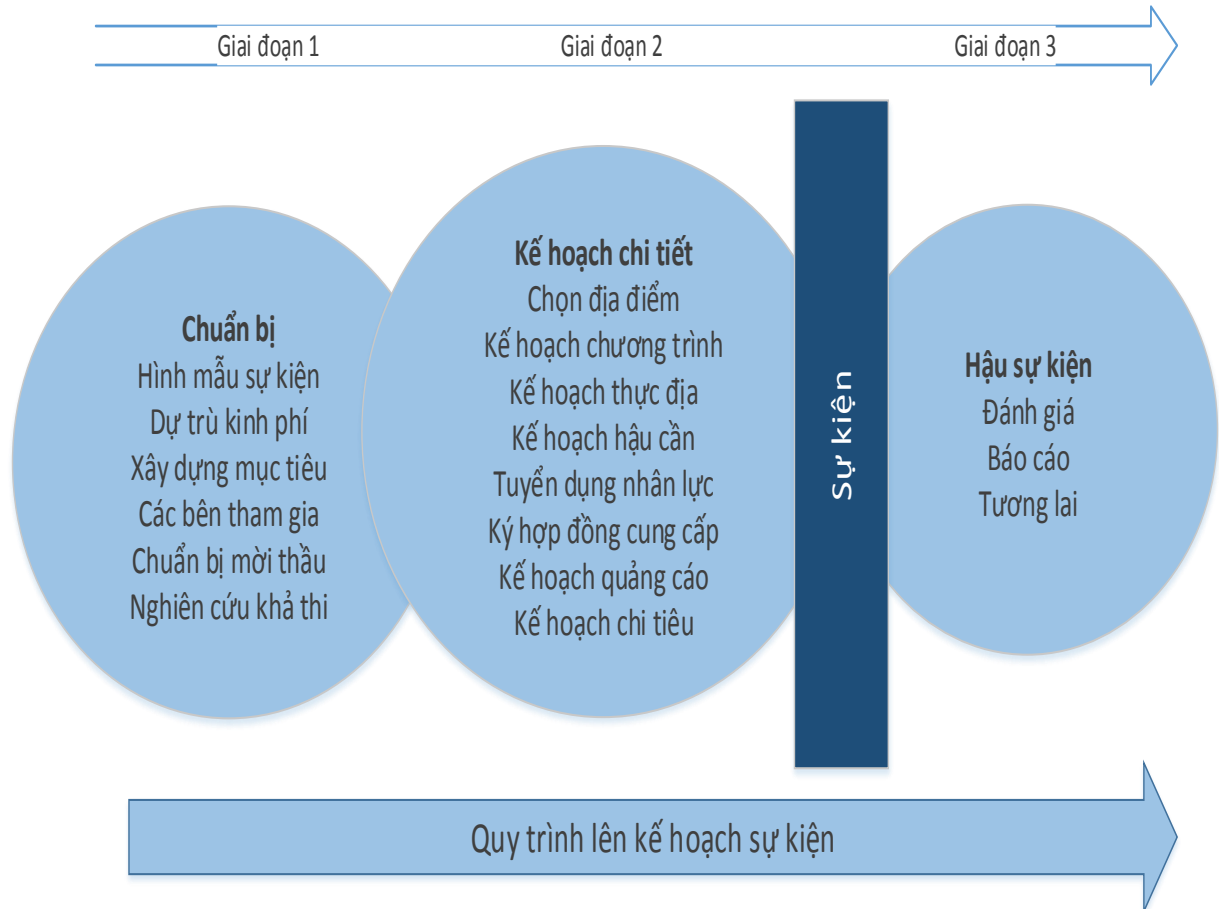 Giai đoạn 1
Giai đoạn 2
Giai đoạn 3
Chuẩn bị
Hình mẫu sự kiện
Dự trù kinh phí
Xây dựng mục tiêu
Các bên tham gia
Chuẩn bị mời thầu
Nghiên cứu khả thi
Kế hoạch chi tiết
Chọn địa điểm
Kế hoạch chương trình
Kế hoạch thực địa
Kế hoạch hậu cần
Tuyển dụng nhân lực
Ký hợp đồng cung cấp
Kế hoạch quảng cáo
Kế hoạch chi tiêu
Sự kiện
Hậu sự kiện
Đánh giá
Báo cáo
Tương lai
Quy trình lên kế hoạch sự kiện